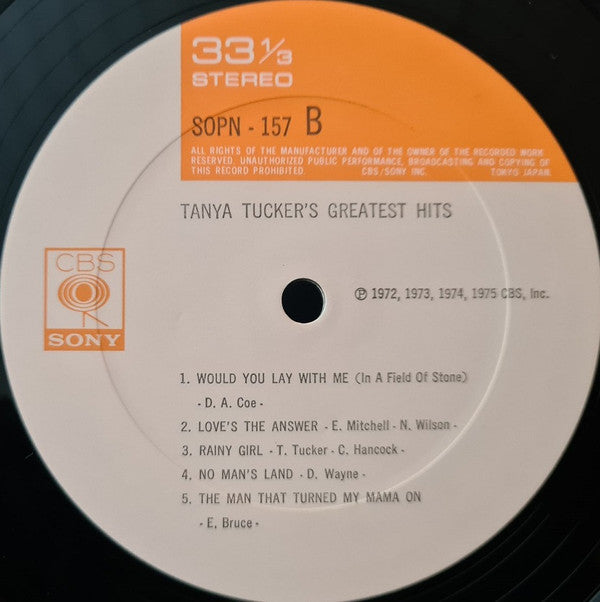 33 1/3
STEREO
SOPN - 157 B
ALL RIGHTS OF THE MANUFACTURER AND OF THE OWNER OF THE RECORDED WORK
RESERVED. UNAUTHORIZED PUBLIC PERFORMANCE, BROADCASTING AND COPYING OF
THIS RECORD PROHIBITED. CBS/SONY INC. TOKYO JAPAN.
TANYA TUCKER'S GREATEST HITS
CBS
SONY
℗ 1972, 1973, 1974, 1975 CBS, Inc.
1. WOULD YOU LAY WITH ME (In A Field Of Stone)
- D. A. Coe -
2. LOVE'S THE ANSWER - E. Mitchell - N. Wilson -
3. RAINY GIRL - T. Tucker - C. Hancock -
4. NO MAN'S LAND - D. Wayne -
5. THE MAN THAT TURNED MY MAMA ON
- E, Bruce -